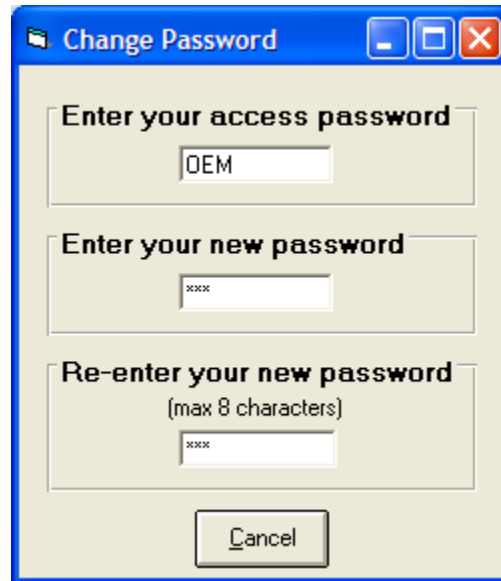 Change Password
Enter your access password
OEM
Enter your new password
***
Re-enter your new password
(max 8 characters)
***
Cancel